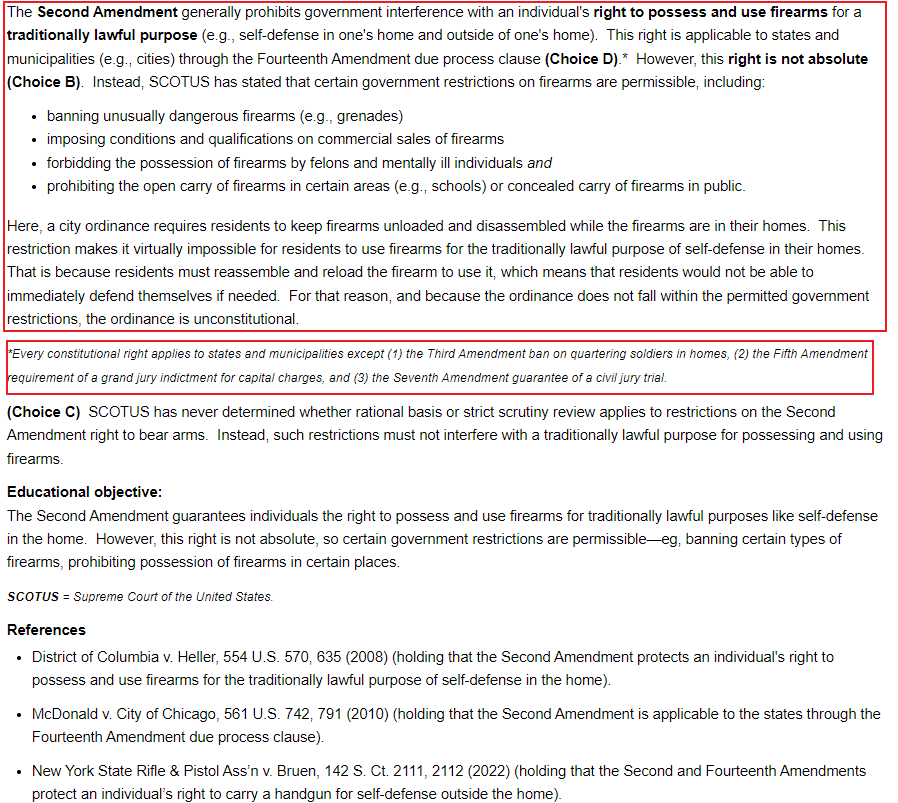 The Second Amendment generally prohibits government interference with an individual's right to possess and use firearms for a
traditionally lawful purpose (e.g., self-defense in one's home and outside of one's home).  This right is applicable to states and
municipalities (e.g., cities) through the Fourteenth Amendment due process clause (Choice D).*  However, this right is not absolute
(Choice B).  Instead, SCOTUS has stated that certain government restrictions on firearms are permissible, including:
• banning unusually dangerous firearms (e.g., grenades)
• imposing conditions and qualifications on commercial sales of firearms
• forbidding the possession of firearms by felons and mentally ill individuals and
• prohibiting the open carry of firearms in certain areas (e.g., schools) or concealed carry of firearms in public.
Here, a city ordinance requires residents to keep firearms unloaded and disassembled while the firearms are in their homes.  This
restriction makes it virtually impossible for residents to use firearms for the traditionally lawful purpose of self-defense in their homes.
That is because residents must reassemble and reload the firearm to use it, which means that residents would not be able to
immediately defend themselves if needed.  For that reason, and because the ordinance does not fall within the permitted government
restrictions, the ordinance is unconstitutional.
*Every constitutional right applies to states and municipalities except (1) the Third Amendment ban on quartering soldiers in homes, (2) the Fifth Amendment
requirement of a grand jury indictment for capital charges, and (3) the Seventh Amendment guarantee of a civil jury trial.
(Choice C)  SCOTUS has never determined whether rational basis or strict scrutiny review applies to restrictions on the Second
Amendment right to bear arms.  Instead, such restrictions must not interfere with a traditionally lawful purpose for possessing and using
firearms.
Educational objective:
The Second Amendment guarantees individuals the right to possess and use firearms for traditionally lawful purposes like self-defense
in the home.  However, this right is not absolute, so certain government restrictions are permissible—eg, banning certain types of
firearms, prohibiting possession of firearms in certain places.
SCOTUS = Supreme Court of the United States.
References
• District of Columbia v. Heller, 554 U.S. 570, 635 (2008) (holding that the Second Amendment protects an individual's right to
possess and use firearms for the traditionally lawful purpose of self-defense in the home).
• McDonald v. City of Chicago, 561 U.S. 742, 791 (2010) (holding that the Second Amendment is applicable to the states through the
Fourteenth Amendment due process clause).
• New York State Rifle & Pistol Ass'n v. Bruen, 142 S. Ct. 2111, 2112 (2022) (holding that the Second and Fourteenth Amendments
protect an individual's right to carry a handgun for self-defense outside the home).